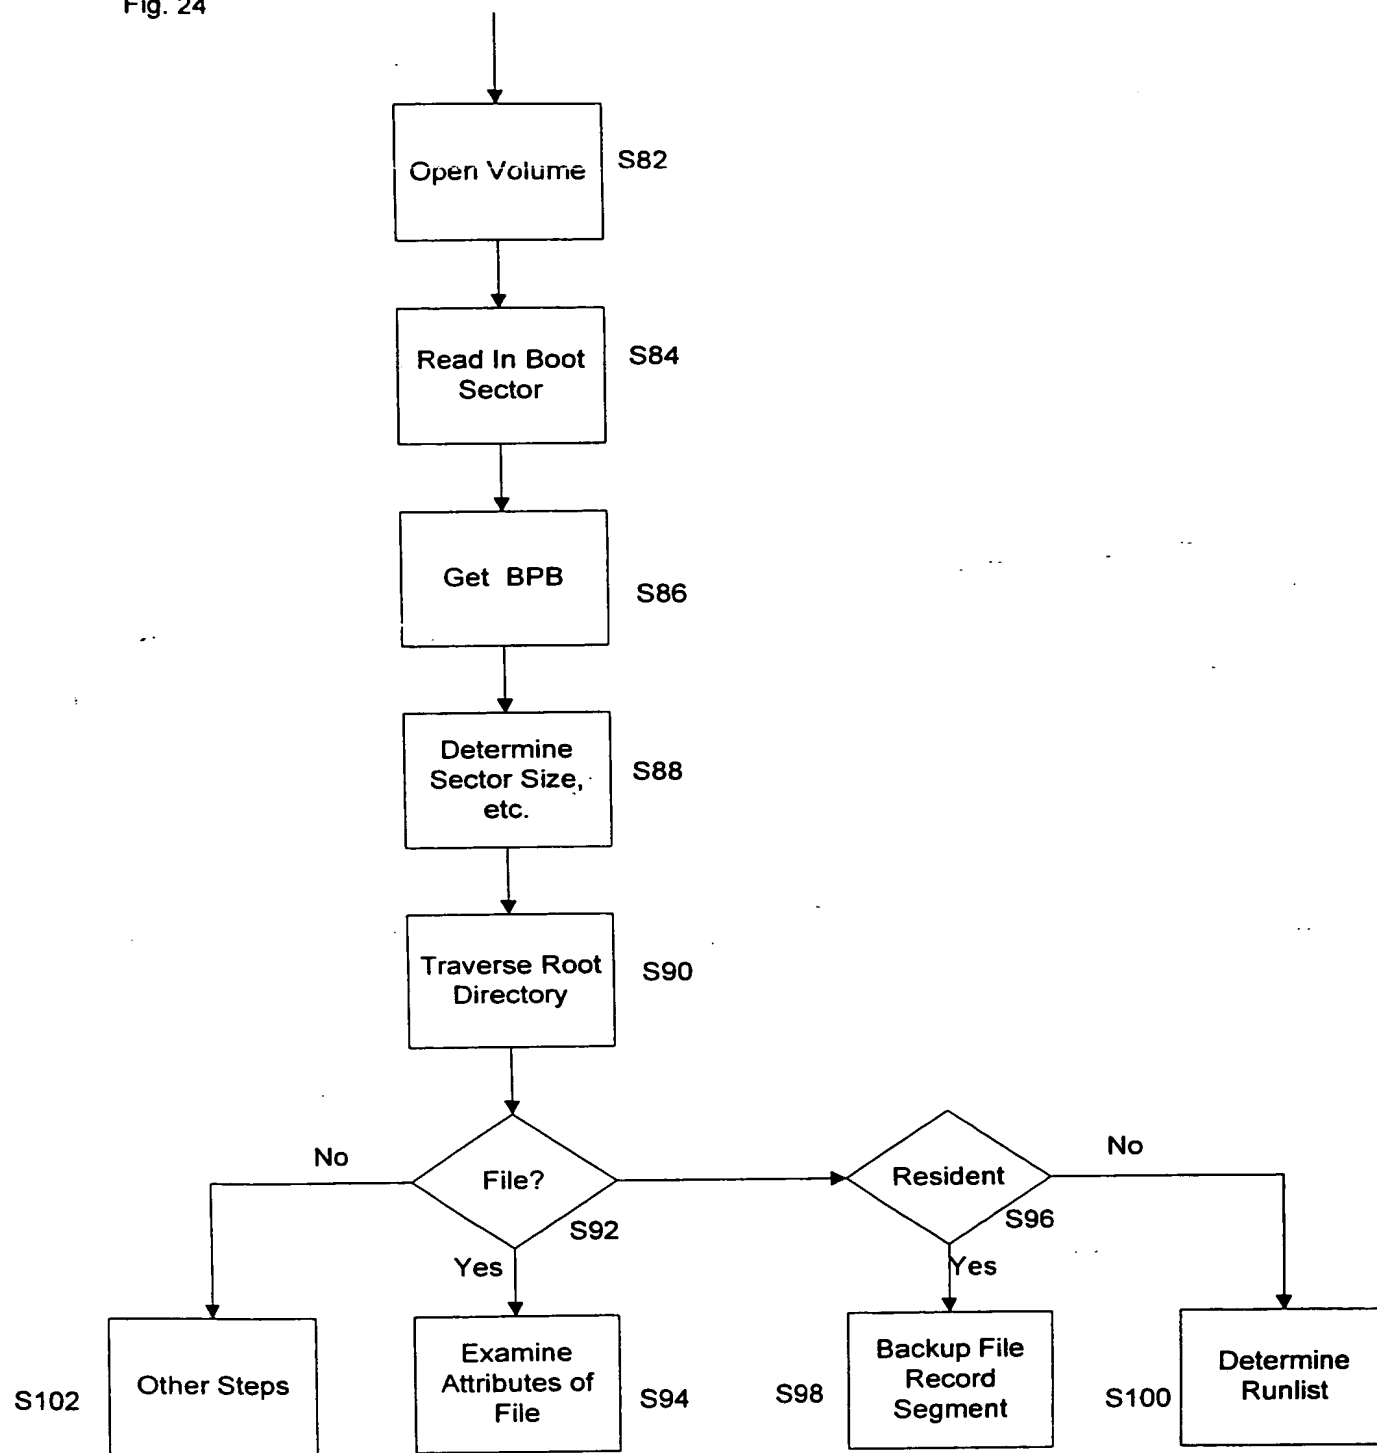 Fig. 24
Open Volume
S82
Read In Boot
Sector
S84
Get BPB
S86
Determine
Sector Size,
etc.
S88
Traverse Root
Directory
S90
No
File?
S92
Yes
Resident
S96
No
Yes
Other Steps
S102
Examine
Attributes of
File
S94
Backup File
Record
Segment
S98
Determine
Runlist
S100